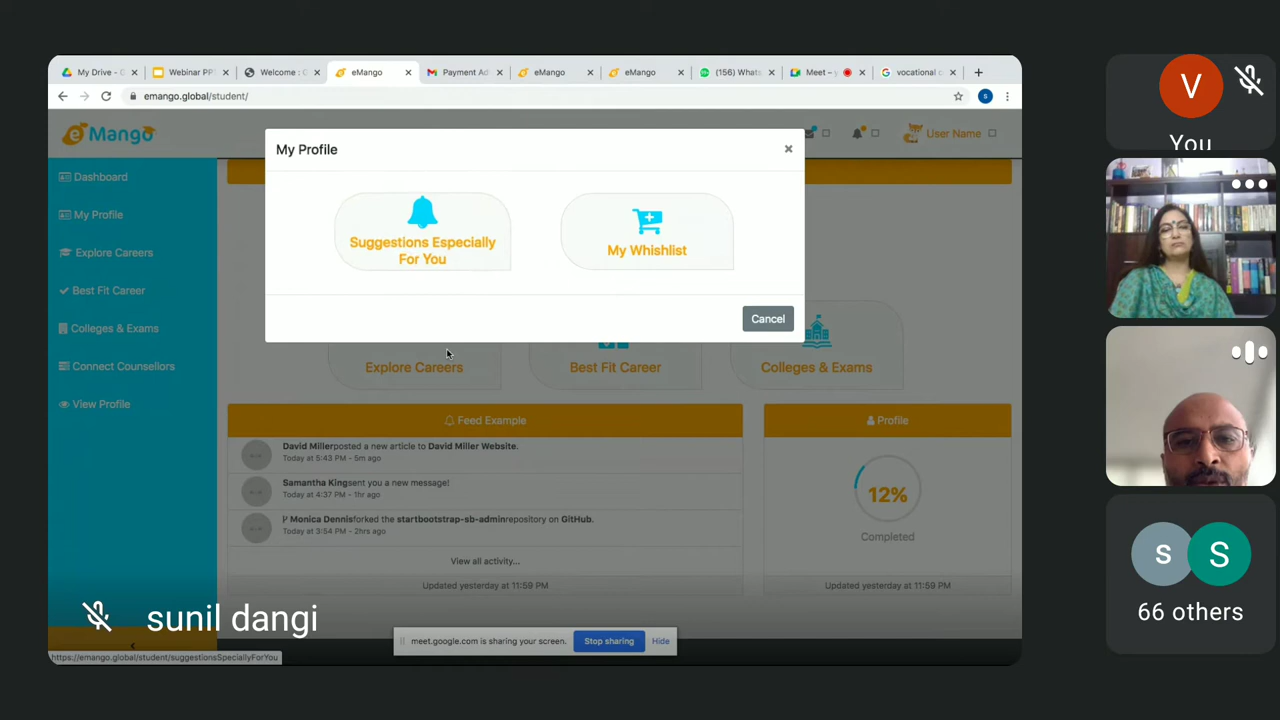 My Drive - G
Webinar PP
Welcome : G
eMango
Payment Ad
eMango
eMango
(156) Whats
Meet – y
vocational c
emango.global/student/
S
eMango
User Name
My Profile
Suggestions Especially
For You
My Whishlist
Cancel
Dashboard
My Profile
Explore Careers
Best Fit Career
Colleges & Exams
Connect Counsellors
View Profile
Explore Careers
Best Fit Career
Colleges & Exams
Feed Example
David Millerposted a new article to David Miller Website.
Today at 5:43 PM - 5m ago
Samantha Kingsent you a new message!
Today at 4:37 PM - 1hr ago
Monica Dennisforked the startbootstrap-sb-adminrepository on GitHub.
Today at 3:54 PM - 2hrs ago
View all activity...
Updated yesterday at 11:59 PM
Profile
12%
Completed
Updated yesterday at 11:59 PM
sunil dangi
meet.google.com is sharing your screen.
Stop sharing
Hide
https://emango.global/student/suggestionsSpeciallyForYou
V
You
s
S
66 others